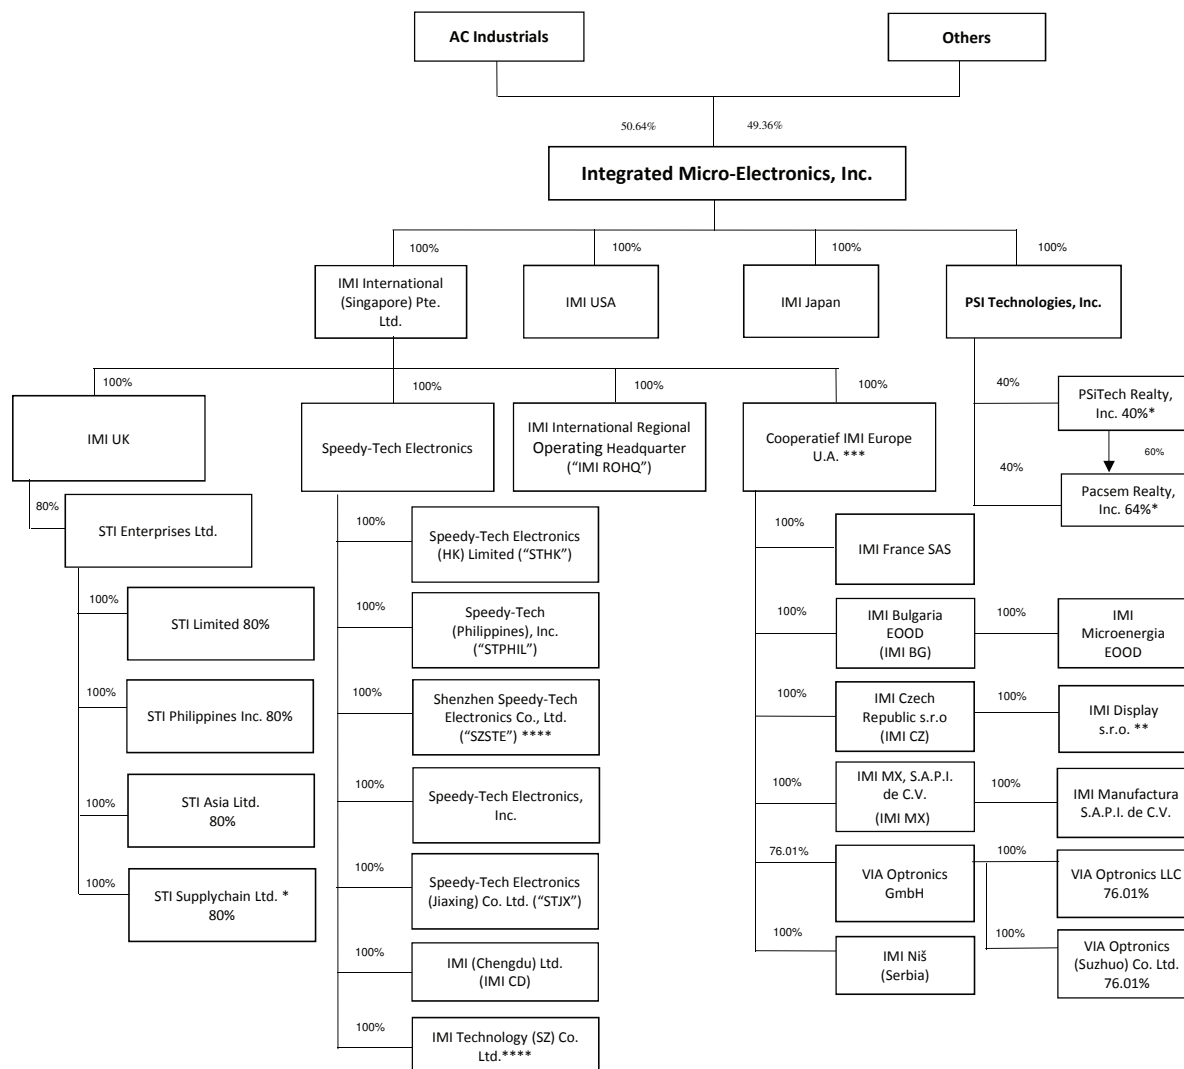 AC Industrials
Others
50.64%
49.36%
Integrated Micro-Electronics, Inc.
100%
100%
100%
100%
IMI International
(Singapore) Pte.
Ltd.
IMI USA
IMI Japan
PSI Technologies, Inc.
100%
100%
100%
100%
40%
PSiTech Realty,
Inc. 40%*
60%
40%
Pacsem Realty,
Inc. 64%*
IMI UK
Speedy-Tech Electronics
IMI International Regional
Operating Headquarter
(“IMI ROHQ”)
Cooperatief IMI Europe
U.A. ***
80%
STI Enterprises Ltd.
100%
STI Limited 80%
100%
STI Philippines Inc. 80%
100%
STI Asia Litd.
80%
100%
STI Supplychain Ltd. *
80%
100%
Speedy-Tech Electronics
(HK) Limited (“STHK”)
100%
Speedy-Tech
(Philippines), Inc.
(“STPHIL”)
100%
Shenzhen Speedy-Tech
Electronics Co., Ltd.
(“SZSTE”) ****
100%
Speedy-Tech Electronics,
Inc.
100%
Speedy-Tech Electronics
(Jiaxing) Co. Ltd. (“STJX”)
100%
IMI (Chengdu) Ltd.
(IMI CD)
100%
IMI Technology (SZ) Co.
Ltd.****
100%
IMI France SAS
100%
IMI Bulgaria
EOOD
(IMI BG)
100%
IMI
Microenergia
EOOD
100%
IMI Czech
Republic s.r.o
(IMI CZ)
100%
IMI Display
s.r.o. **
100%
IMI MX, S.A.P.I.
de C.V.
(IMI MX)
100%
IMI Manufactura
S.A.P.I. de C.V.
76.01%
VIA Optronics
GmbH
100%
VIA Optronics LLC
76.01%
100%
IMI Niš
(Serbia)
100%
VIA Optronics
(Suzhuo) Co. Ltd.
76.01%